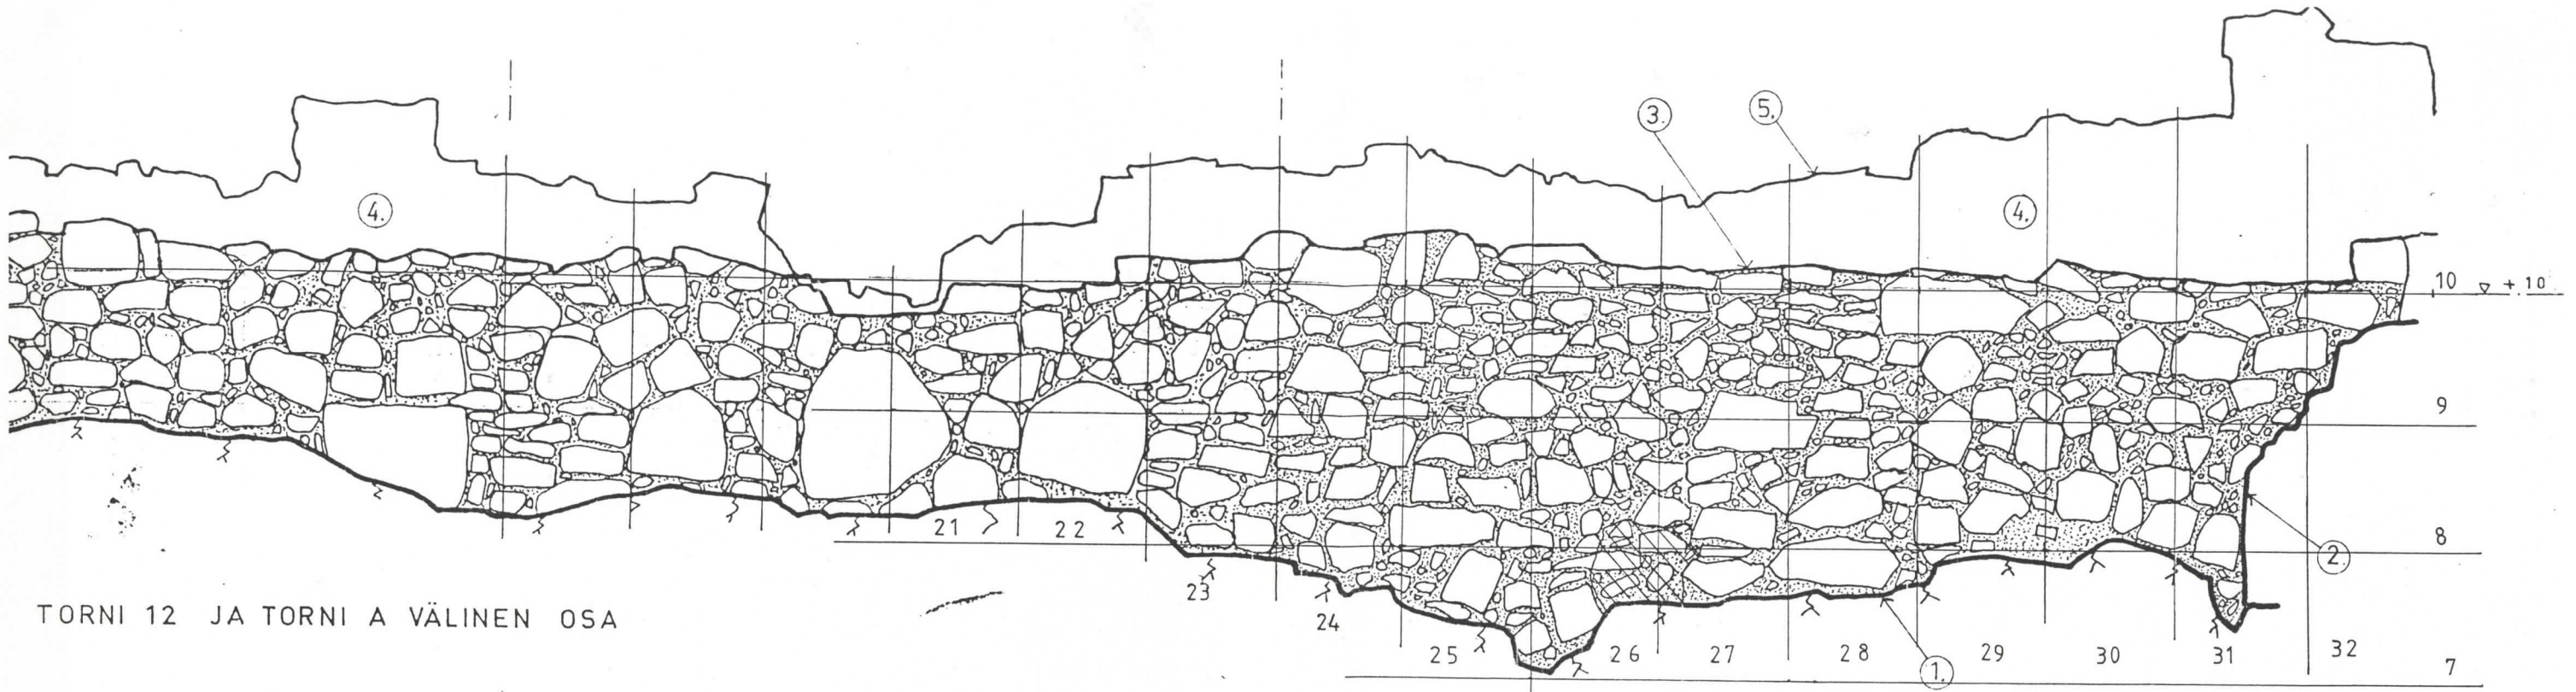 3. 5.
4. 4.
10 ▽ +.10
9
21 22 8
2.
23
TORNI 12 JA TORNI A VÄLINEN OSA
24
25 26 27 28 29 30 31 32
1. 7